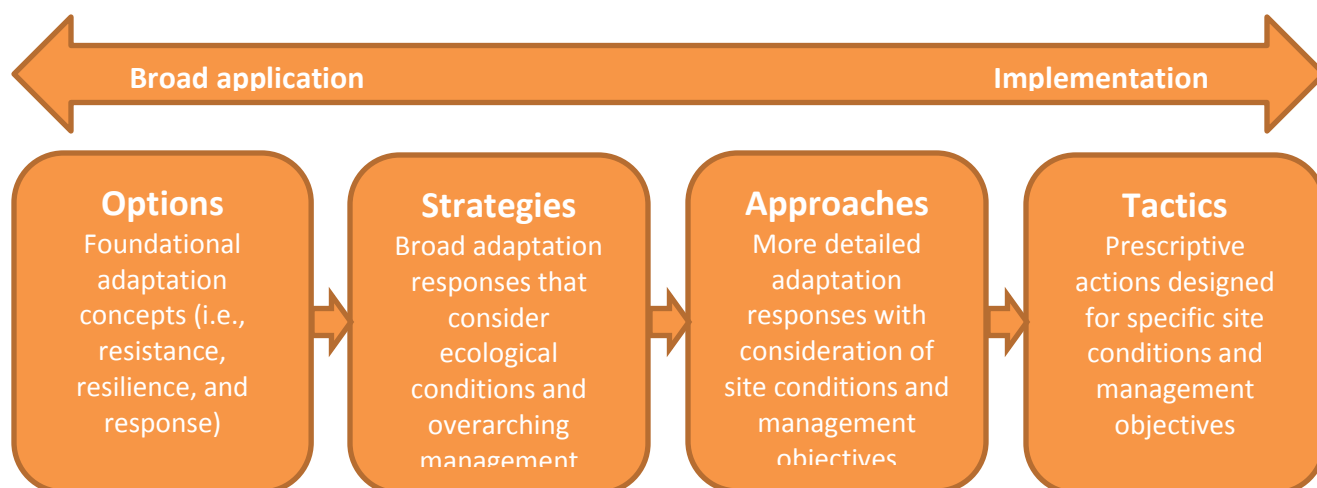 Broad application
Implementation
Options
Foundational
adaptation
concepts (i.e.,
resistance,
resilience, and
response)
Strategies
Broad adaptation
responses that
consider
ecological
conditions and
overarching
management
Approaches
More detailed
adaptation
responses with
consideration of
site conditions and
management
objectives
Tactics
Prescriptive
actions designed
for specific site
conditions and
management
objectives